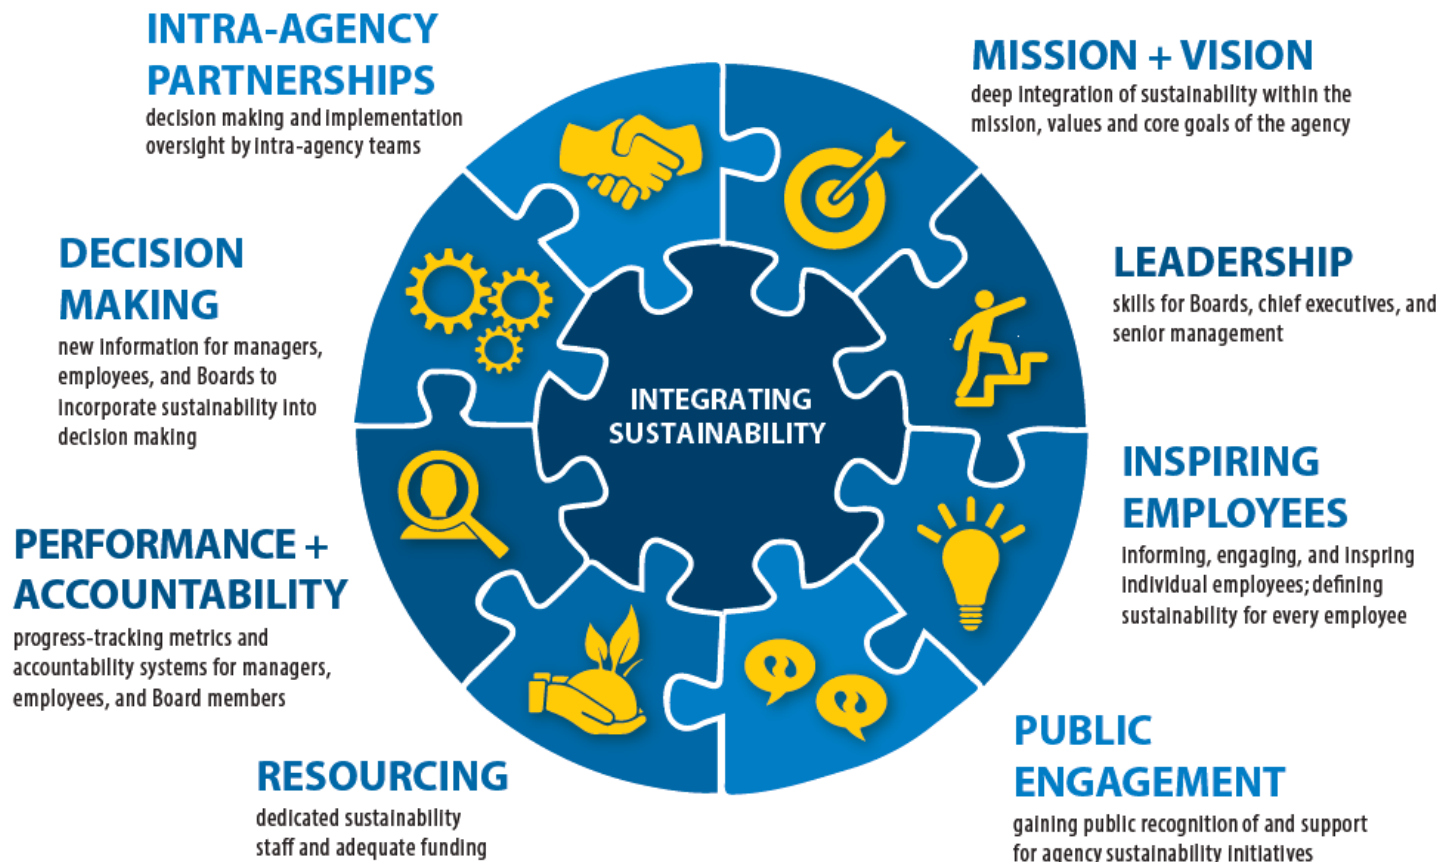 INTRA-AGENCY
PARTNERSHIPS
decision making and implementation
oversight by intra-agency teams
MISSION + VISION
deep integration of sustainability within the
mission, values and core goals of the agency
DECISION
MAKING
new information for managers,
employees, and Boards to
incorporate sustainability into
decision making
LEADERSHIP
skills for Boards, chief executives, and
senior management
INTEGRATING
SUSTAINABILITY
INSPIRING
EMPLOYEES
informing, engaging, and inspring
individual employees; defining
sustainability for every employee
PERFORMANCE +
ACCOUNTABILITY
progress-tracking metrics and
accountability systems for managers,
employees, and Board members
RESOURCING
dedicated sustainability
staff and adequate funding
PUBLIC
ENGAGEMENT
gaining public recognition of and support
for agency sustainability initiatives